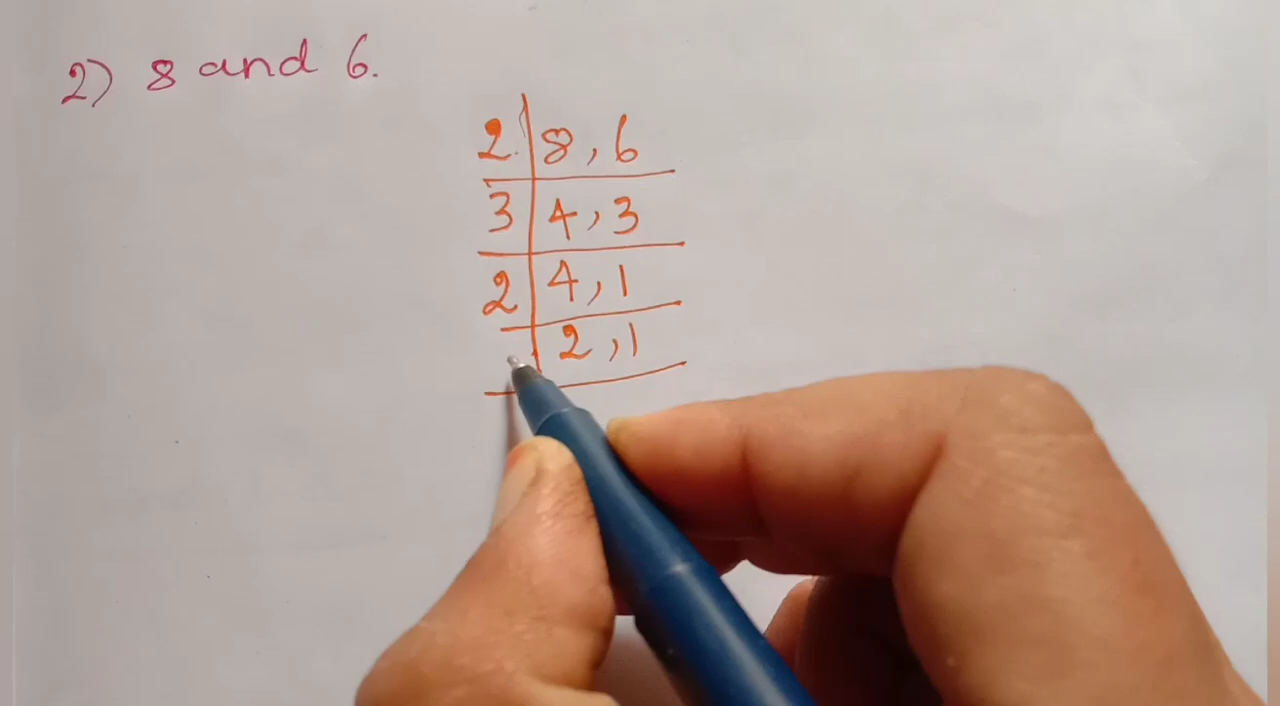 2) 8 and 6.
2 8, 6
3 4, 3
2 4, 1
2, 1